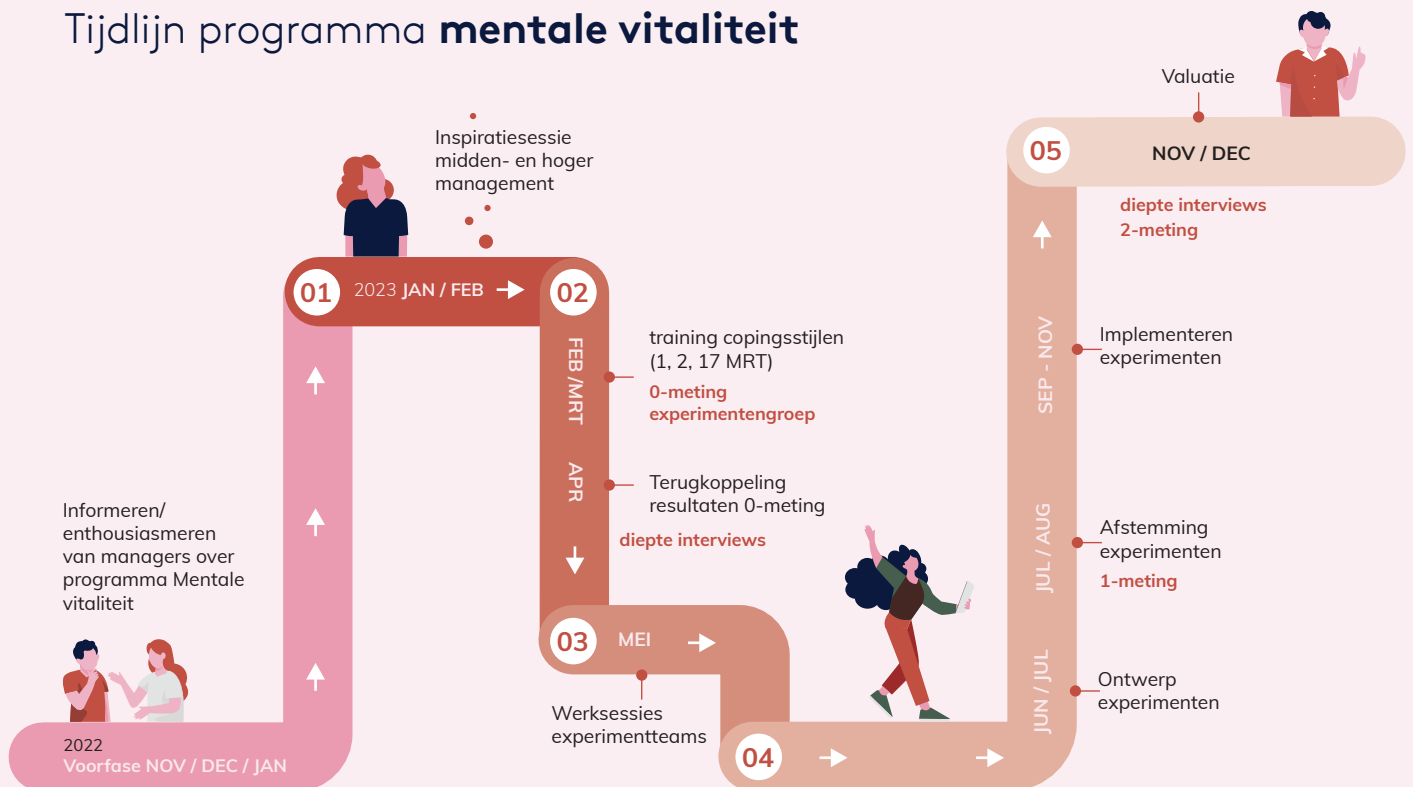 Tijdlijn programma mentale vitaliteit
Informeren/
enthousiasmeren
van managers over
programma Mentale
vitaliteit
2022
Voorfase NOV / DEC / JAN
Inspiratiesessie
midden- en hoger
management
01
2023 JAN / FEB
02
FEB /MRT
training copingsstijlen
(1, 2, 17 MRT)
0-meting
experimentengroep
APR
Terugkoppeling
resultaten 0-meting
diepte interviews
03
MEI
Werksessies
experimentteams
04
JUN / JUL
Ontwerp
experimenten
JUL / AUG
Afstemming
experimenten
1-meting
SEP - NOV
Implementeren
experimenten
05
Valuatie
NOV / DEC
diepte interviews
2-meting